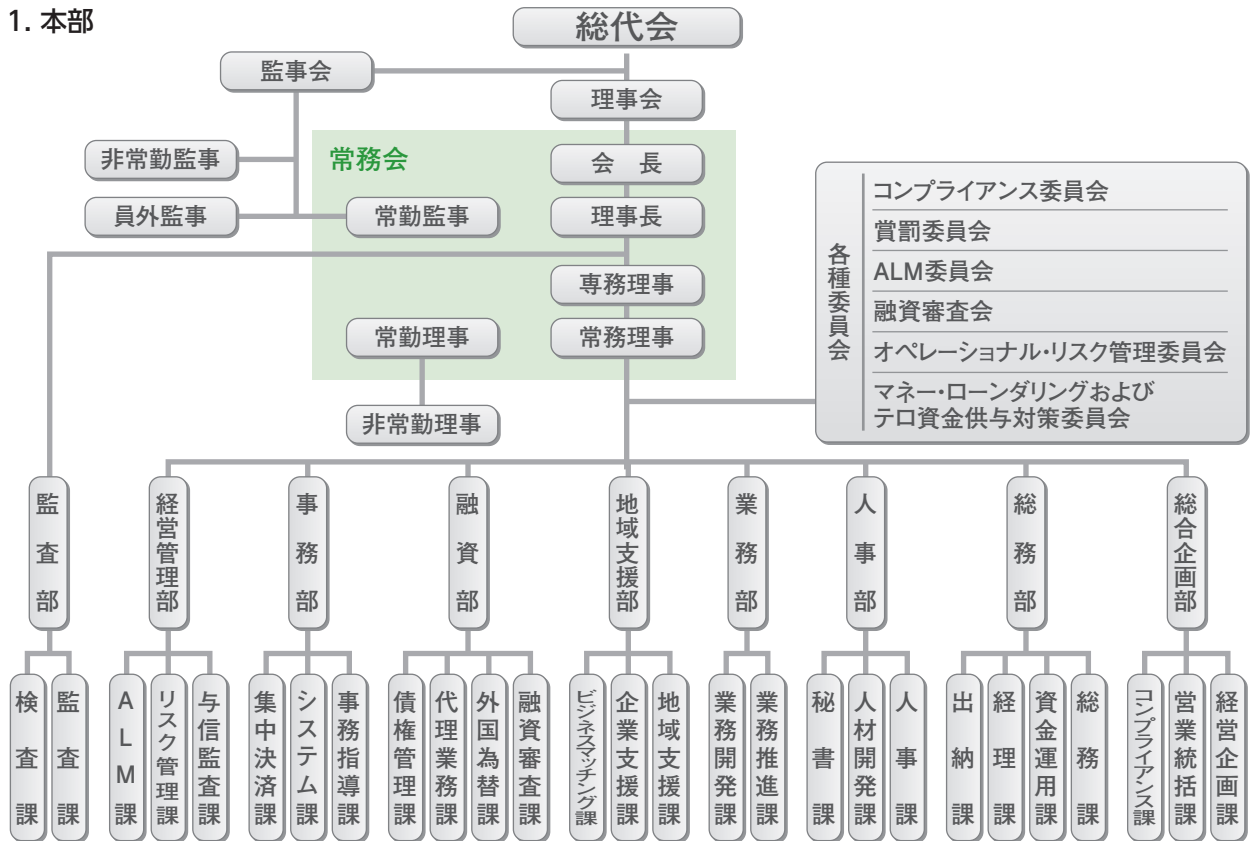 1. 本部
総代会
監事会
理事会
非常勤監事
員外監事
常務会
会 長
常勤監事
理事長
専務理事
常勤理事
常務理事
非常勤理事
各種委員会
コンプライアンス委員会
賞罰委員会
ALM委員会
融資審査会
オペレーショナル・リスク管理委員会
マネー・ローンダリングおよび
テロ資金供与対策委員会
監査部
経営管理部
事務部
融資部
地域支援部
業務部
人事部
総務部
総合企画部
検査課
監査課
ALM課
リスク管理課
与信監査課
集中決済課
システム課
事務指導課
債権管理課
代理業務課
外国為替課
融資審査課
ビジネスマッチング課
企業支援課
地域支援課
業務開発課
業務推進課
秘書課
人材開発課
人事課
出納課
経理課
資金運用課
総務課
コンプライアンス課
営業統括課
経営企画課